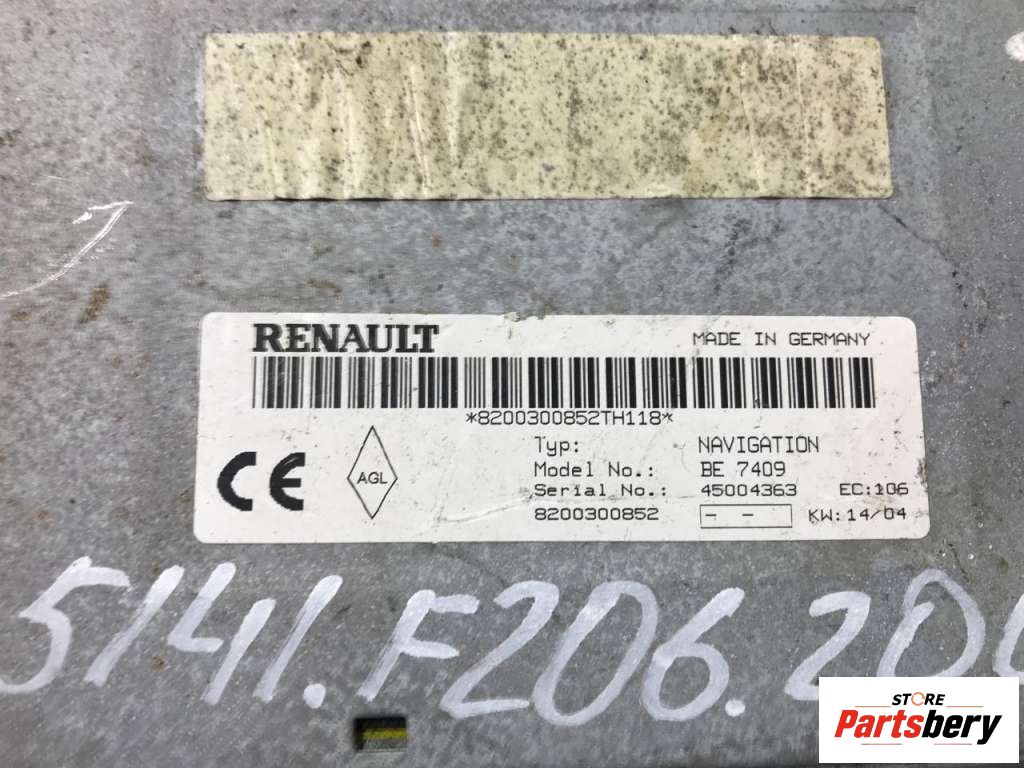 RENAULT
MADE IN GERMANY
*8200300852TH118*
Typ: NAVIGATION
Model No.: BE 7409
CE
AGL
Serial No.: 45004363 EC:106
8200300852 - - KW:14/04
5141.F206.20
STORE
Partsbery